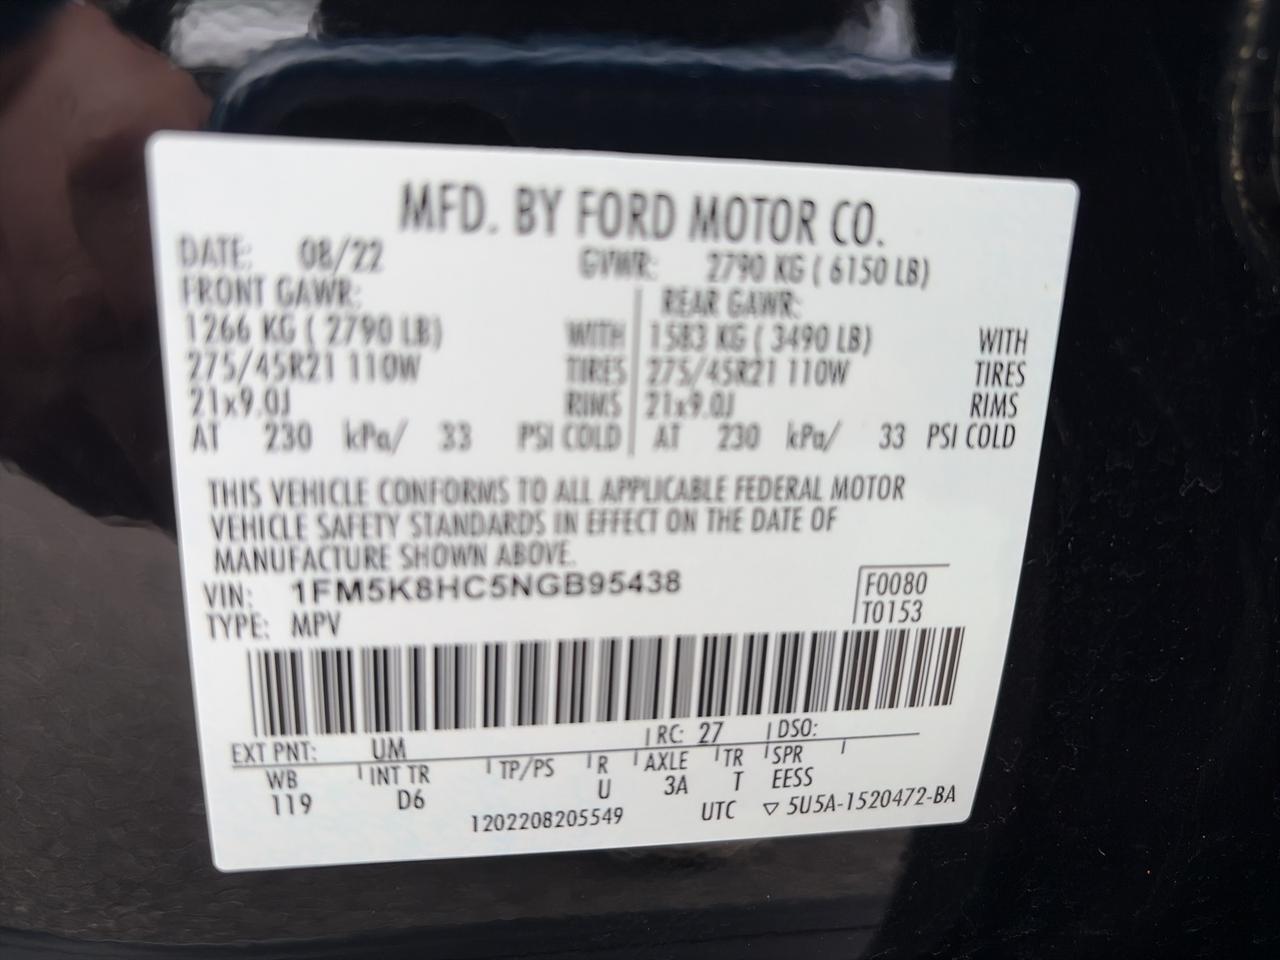 MFD. BY FORD MOTOR CO.
DATE: 08/22 GVWR: 2790 KG ( 6150 LB)
FRONT GAWR: REAR GAWR:
1266 KG ( 2790 LB) WITH 1583 KG ( 3490 LB) WITH
275/45R21 110W TIRES 275/45R21 110W TIRES
21x9.0J RIMS 21x9.0J RIMS
AT 230 kPa/ 33 PSI COLD AT 230 kPa/ 33 PSI COLD
THIS VEHICLE CONFORMS TO ALL APPLICABLE FEDERAL MOTOR
VEHICLE SAFETY STANDARDS IN EFFECT ON THE DATE OF
MANUFACTURE SHOWN ABOVE.
VIN: 1FM5K8HC5NGB95438 F0080
TYPE: MPV T0153
EXT PNT: UM RC: 27 DSO:
WB INT TR TP/PS R AXLE TR SPR
119 D6 U 3A T EESS
1202208205549 UTC ▽ 5U5A-1520472-BA